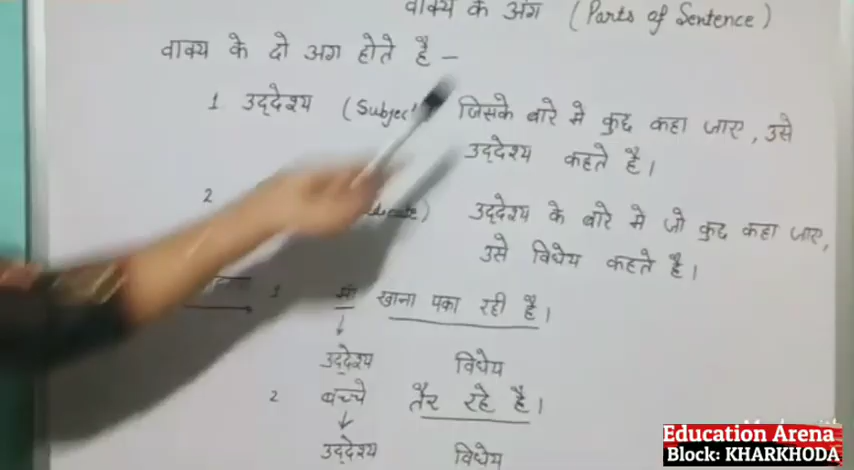 वाक्य के अंग (Parts of Sentence)
वाक्य के दो अग होते है –
1 उद्देश्य (Subject जिसके बारे मे कुछ कहा जाए, उसे
उद्देश्य कहते है।
2 उद्देश्य के बारे मे जो कुछ कहा जाए,
उसे विधेय कहते है।
1 माँ खाना पका रही है।
उद्देश्य विधेय
2 बच्चे तैर रहे है।
उद्देश्य विधेय
Education Arena
Block: KHARKHODA